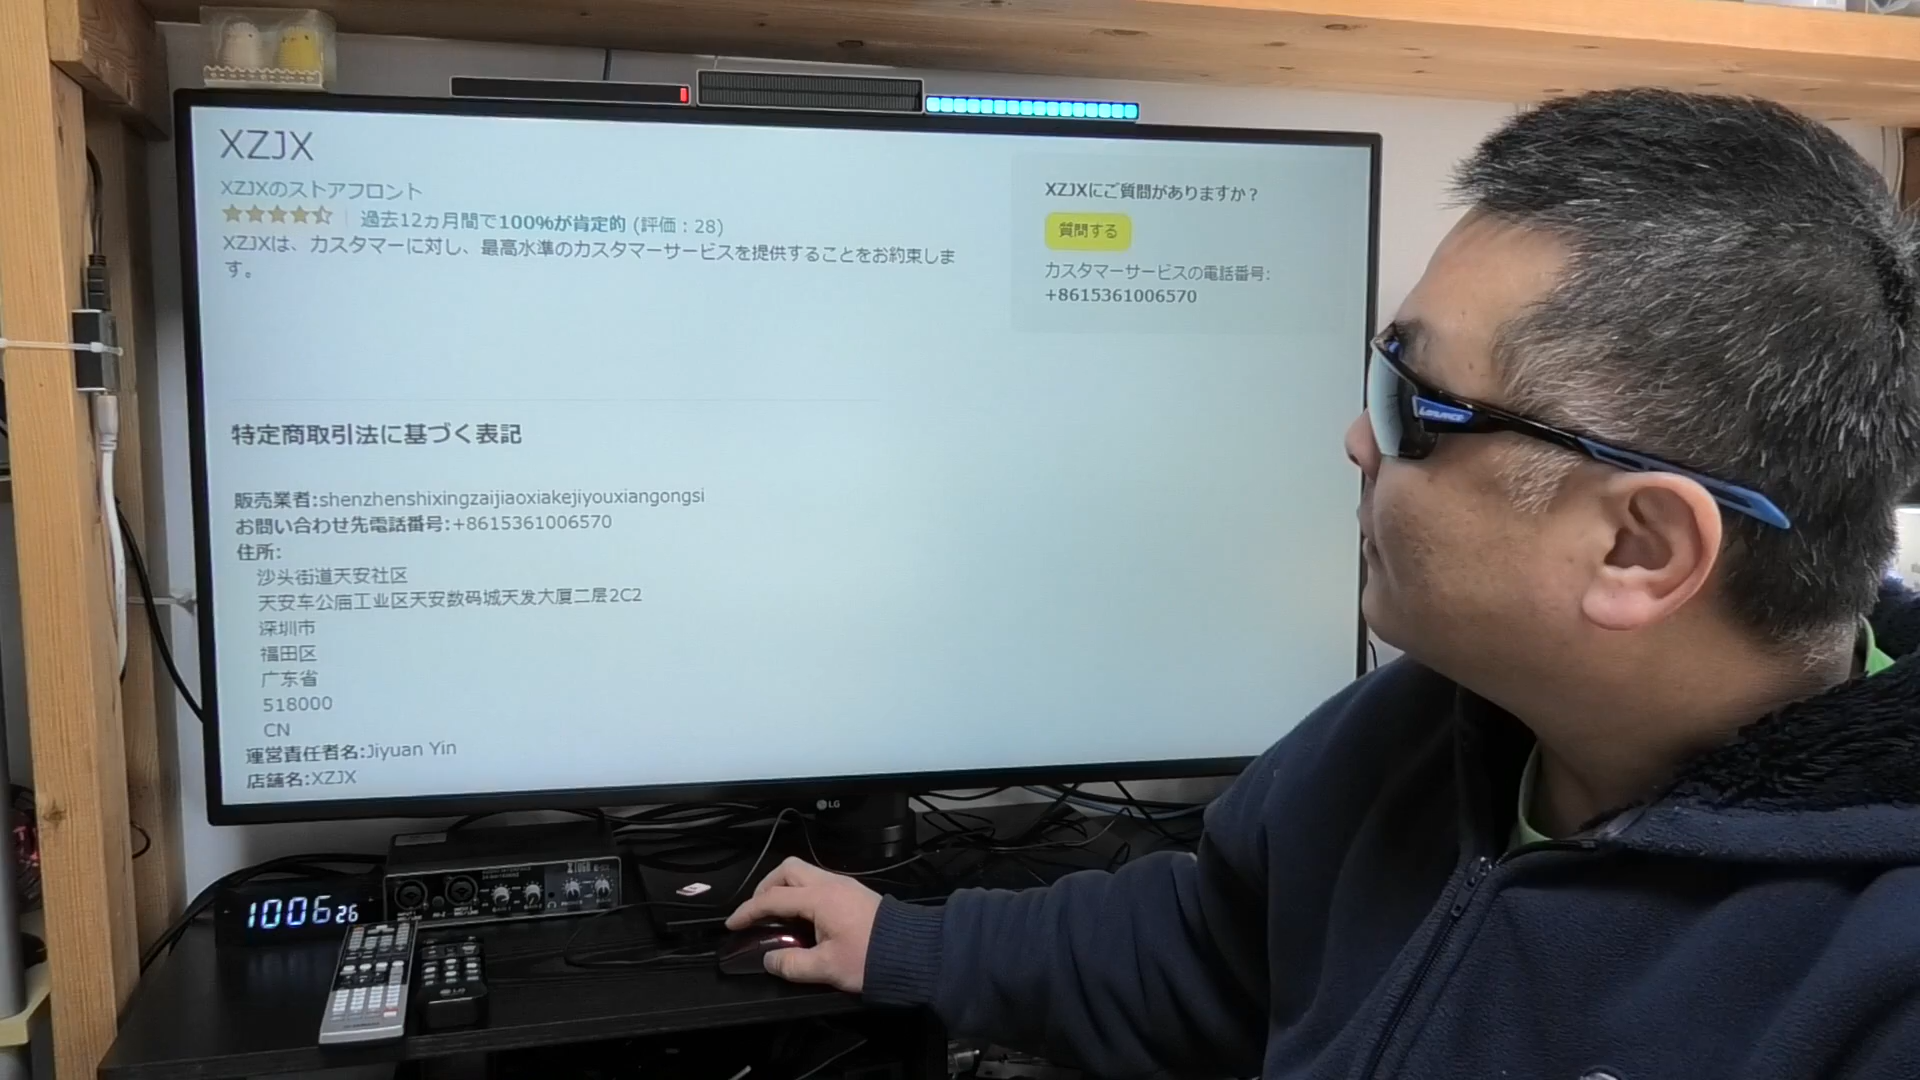 XZJX
XZJXのストアフロント
過去12ヵ月間で100%が肯定的 (評価：28)
XZJXは、カスタマーに対し、最高水準のカスタマーサービスを提供することをお約束しま
す。
XZJXにご質問がありますか？
質問する
カスタマーサービスの電話番号:
+8615361006570
特定商取引法に基づく表記
販売業者:shenzhenshixingzaijiaoxiakejiyouxiangongsi
お問い合わせ先電話番号:+8615361006570
住所:
沙头街道天安社区
天安车公庙工业区天安数码城天发大厦二层2C2
深圳市
福田区
广东省
518000
CN
運営責任者名:Jiyuan Yin
店舗名:XZJX
LG
1006 26
LG